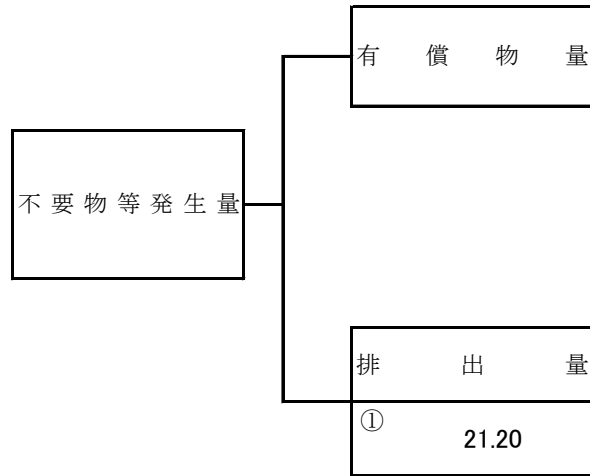 有償物量
不要物等発生量
排出量
①
21.20